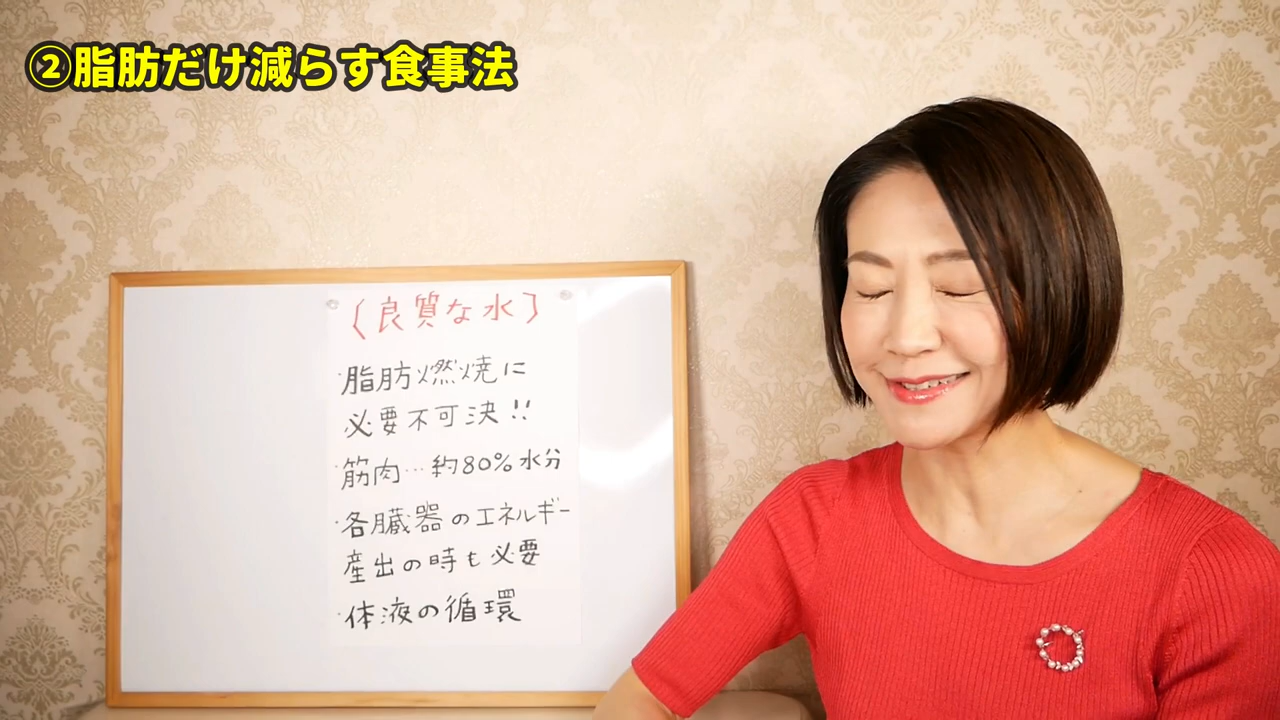 ②脂肪だけ減らす食事法
〔良質な水〕
・脂肪燃焼に
必要不可決!!
・筋肉…約80%水分
・各臓器のエネルギー
産出の時も必要
・体液の循環